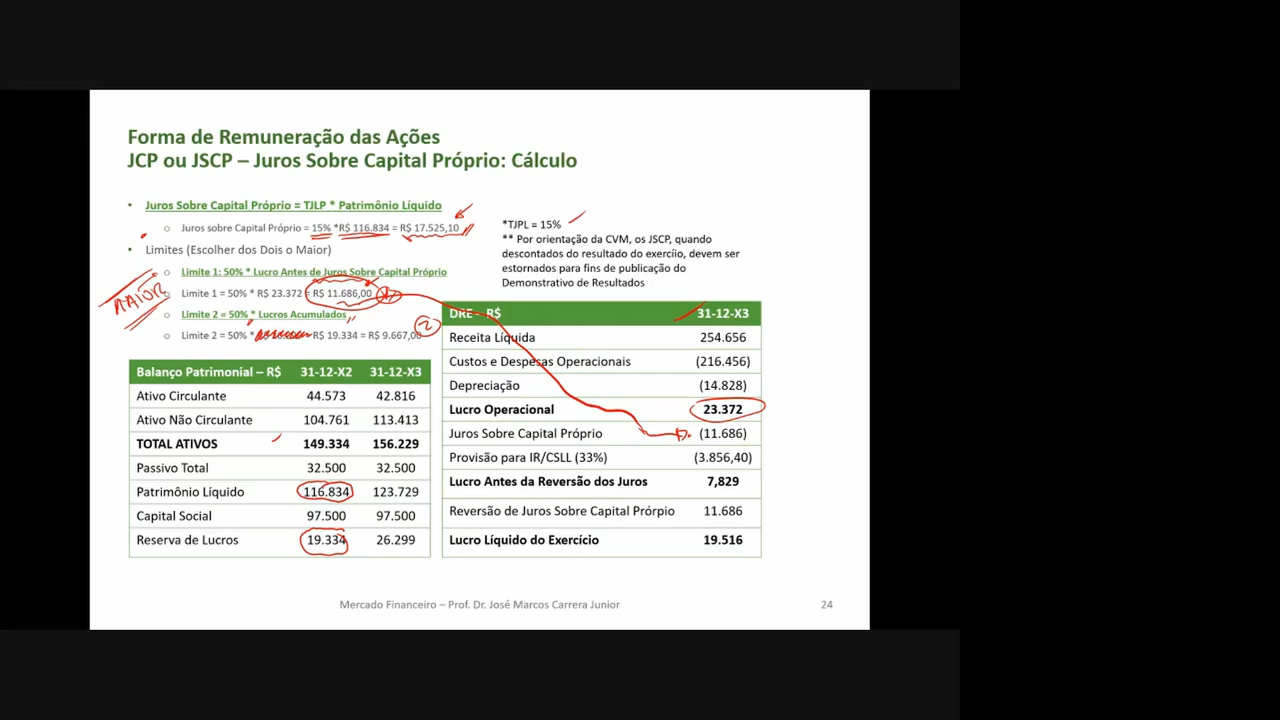 Forma de Remuneração das Ações
JCP ou JSCP – Juros Sobre Capital Próprio: Cálculo
• Juros Sobre Capital Próprio = TJLP * Patrimônio Líquido
o Juros sobre Capital Próprio = 15% *R$ 116.834 = R$ 17.525,10
• Limites (Escolher dos Dois o Maior)
o Limite 1: 50% * Lucro Antes de Juros Sobre Capital Próprio
MAIOR
o Limite 1 = 50% * R$ 23.372 = R$ 11.686,00
o Limite 2 = 50% * Lucros Acumulados
o Limite 2 = 50% * R$ 19.334 = R$ 9.667,00
2
*TJPL = 15%
** Por orientação da CVM, os JSCP, quando
descontados do resultado do exercíio, devem ser
estornados para fins de publicação do
Demonstrativo de Resultados
Balanço Patrimonial – R$ 31-12-X2 31-12-X3
Ativo Circulante 44.573 42.816
Ativo Não Circulante 104.761 113.413
TOTAL ATIVOS 149.334 156.229
Passivo Total 32.500 32.500
Patrimônio Líquido 116.834 123.729
Capital Social 97.500 97.500
Reserva de Lucros 19.334 26.299
DRE – R$ 31-12-X3
Receita Líquida 254.656
Custos e Despesas Operacionais (216.456)
Depreciação (14.828)
Lucro Operacional 23.372
Juros Sobre Capital Próprio (11.686)
Provisão para IR/CSLL (33%) (3.856,40)
Lucro Antes da Reversão dos Juros 7,829
Reversão de Juros Sobre Capital Prórpio 11.686
Lucro Líquido do Exercício 19.516
Mercado Financeiro – Prof. Dr. José Marcos Carrera Junior 24